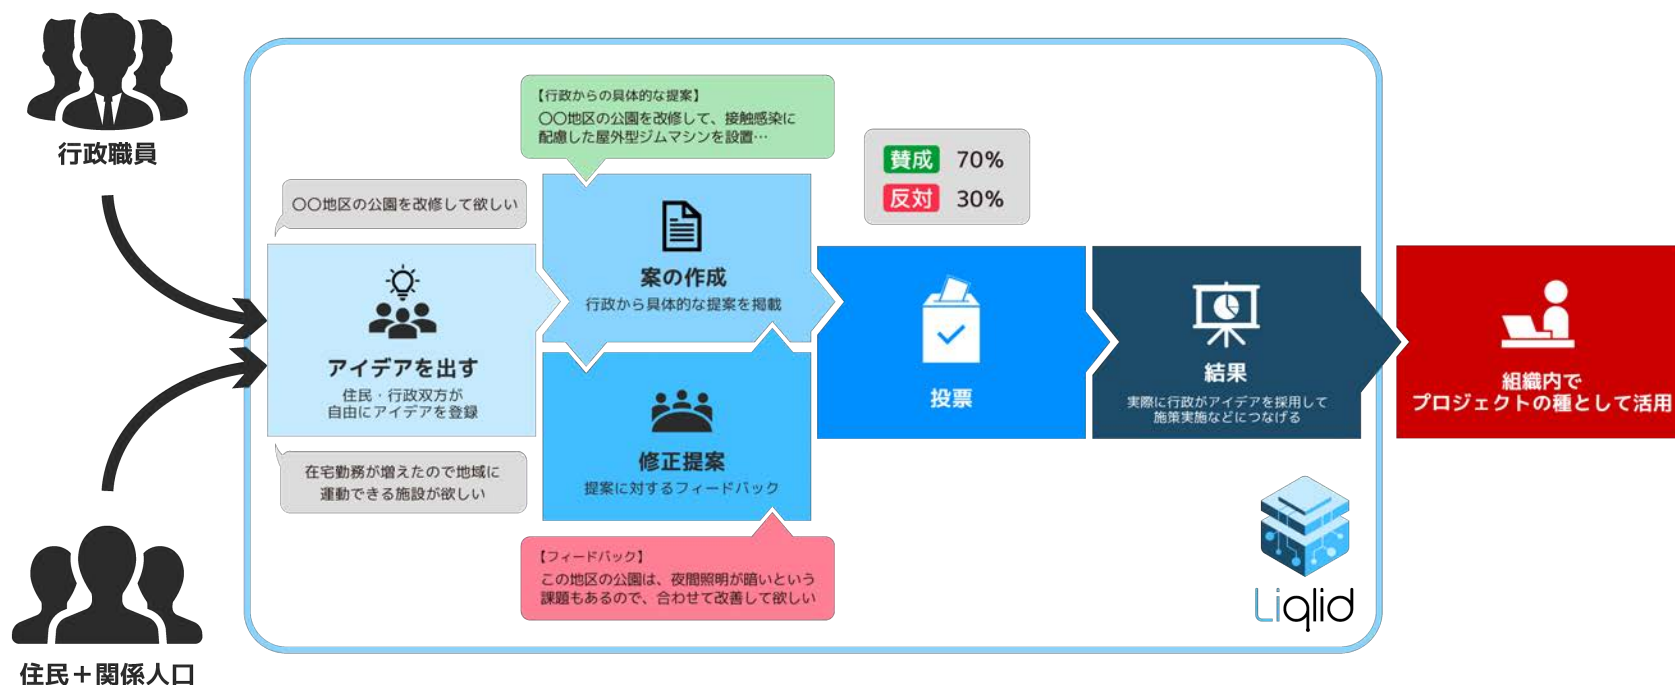 行政職員
住民＋関係人口
〇〇地区の公園を改修して欲しい
アイデアを出す
住民・行政双方が
自由にアイデアを登録
在宅勤務が増えたので地域に
運動できる施設が欲しい
【行政からの具体的な提案】
〇〇地区の公園を改修して、接触感染に
配慮した屋外型ジムマシンを設置…
案の作成
行政から具体的な提案を掲載
修正提案
提案に対するフィードバック
【フィードバック】
この地区の公園は、夜間照明が暗いという
課題もあるので、合わせて改善して欲しい
賛成 70%
反対 30%
投票
結果
実際に行政がアイデアを採用して
施策実施などにつなげる
Liqlid
組織内で
プロジェクトの種として活用